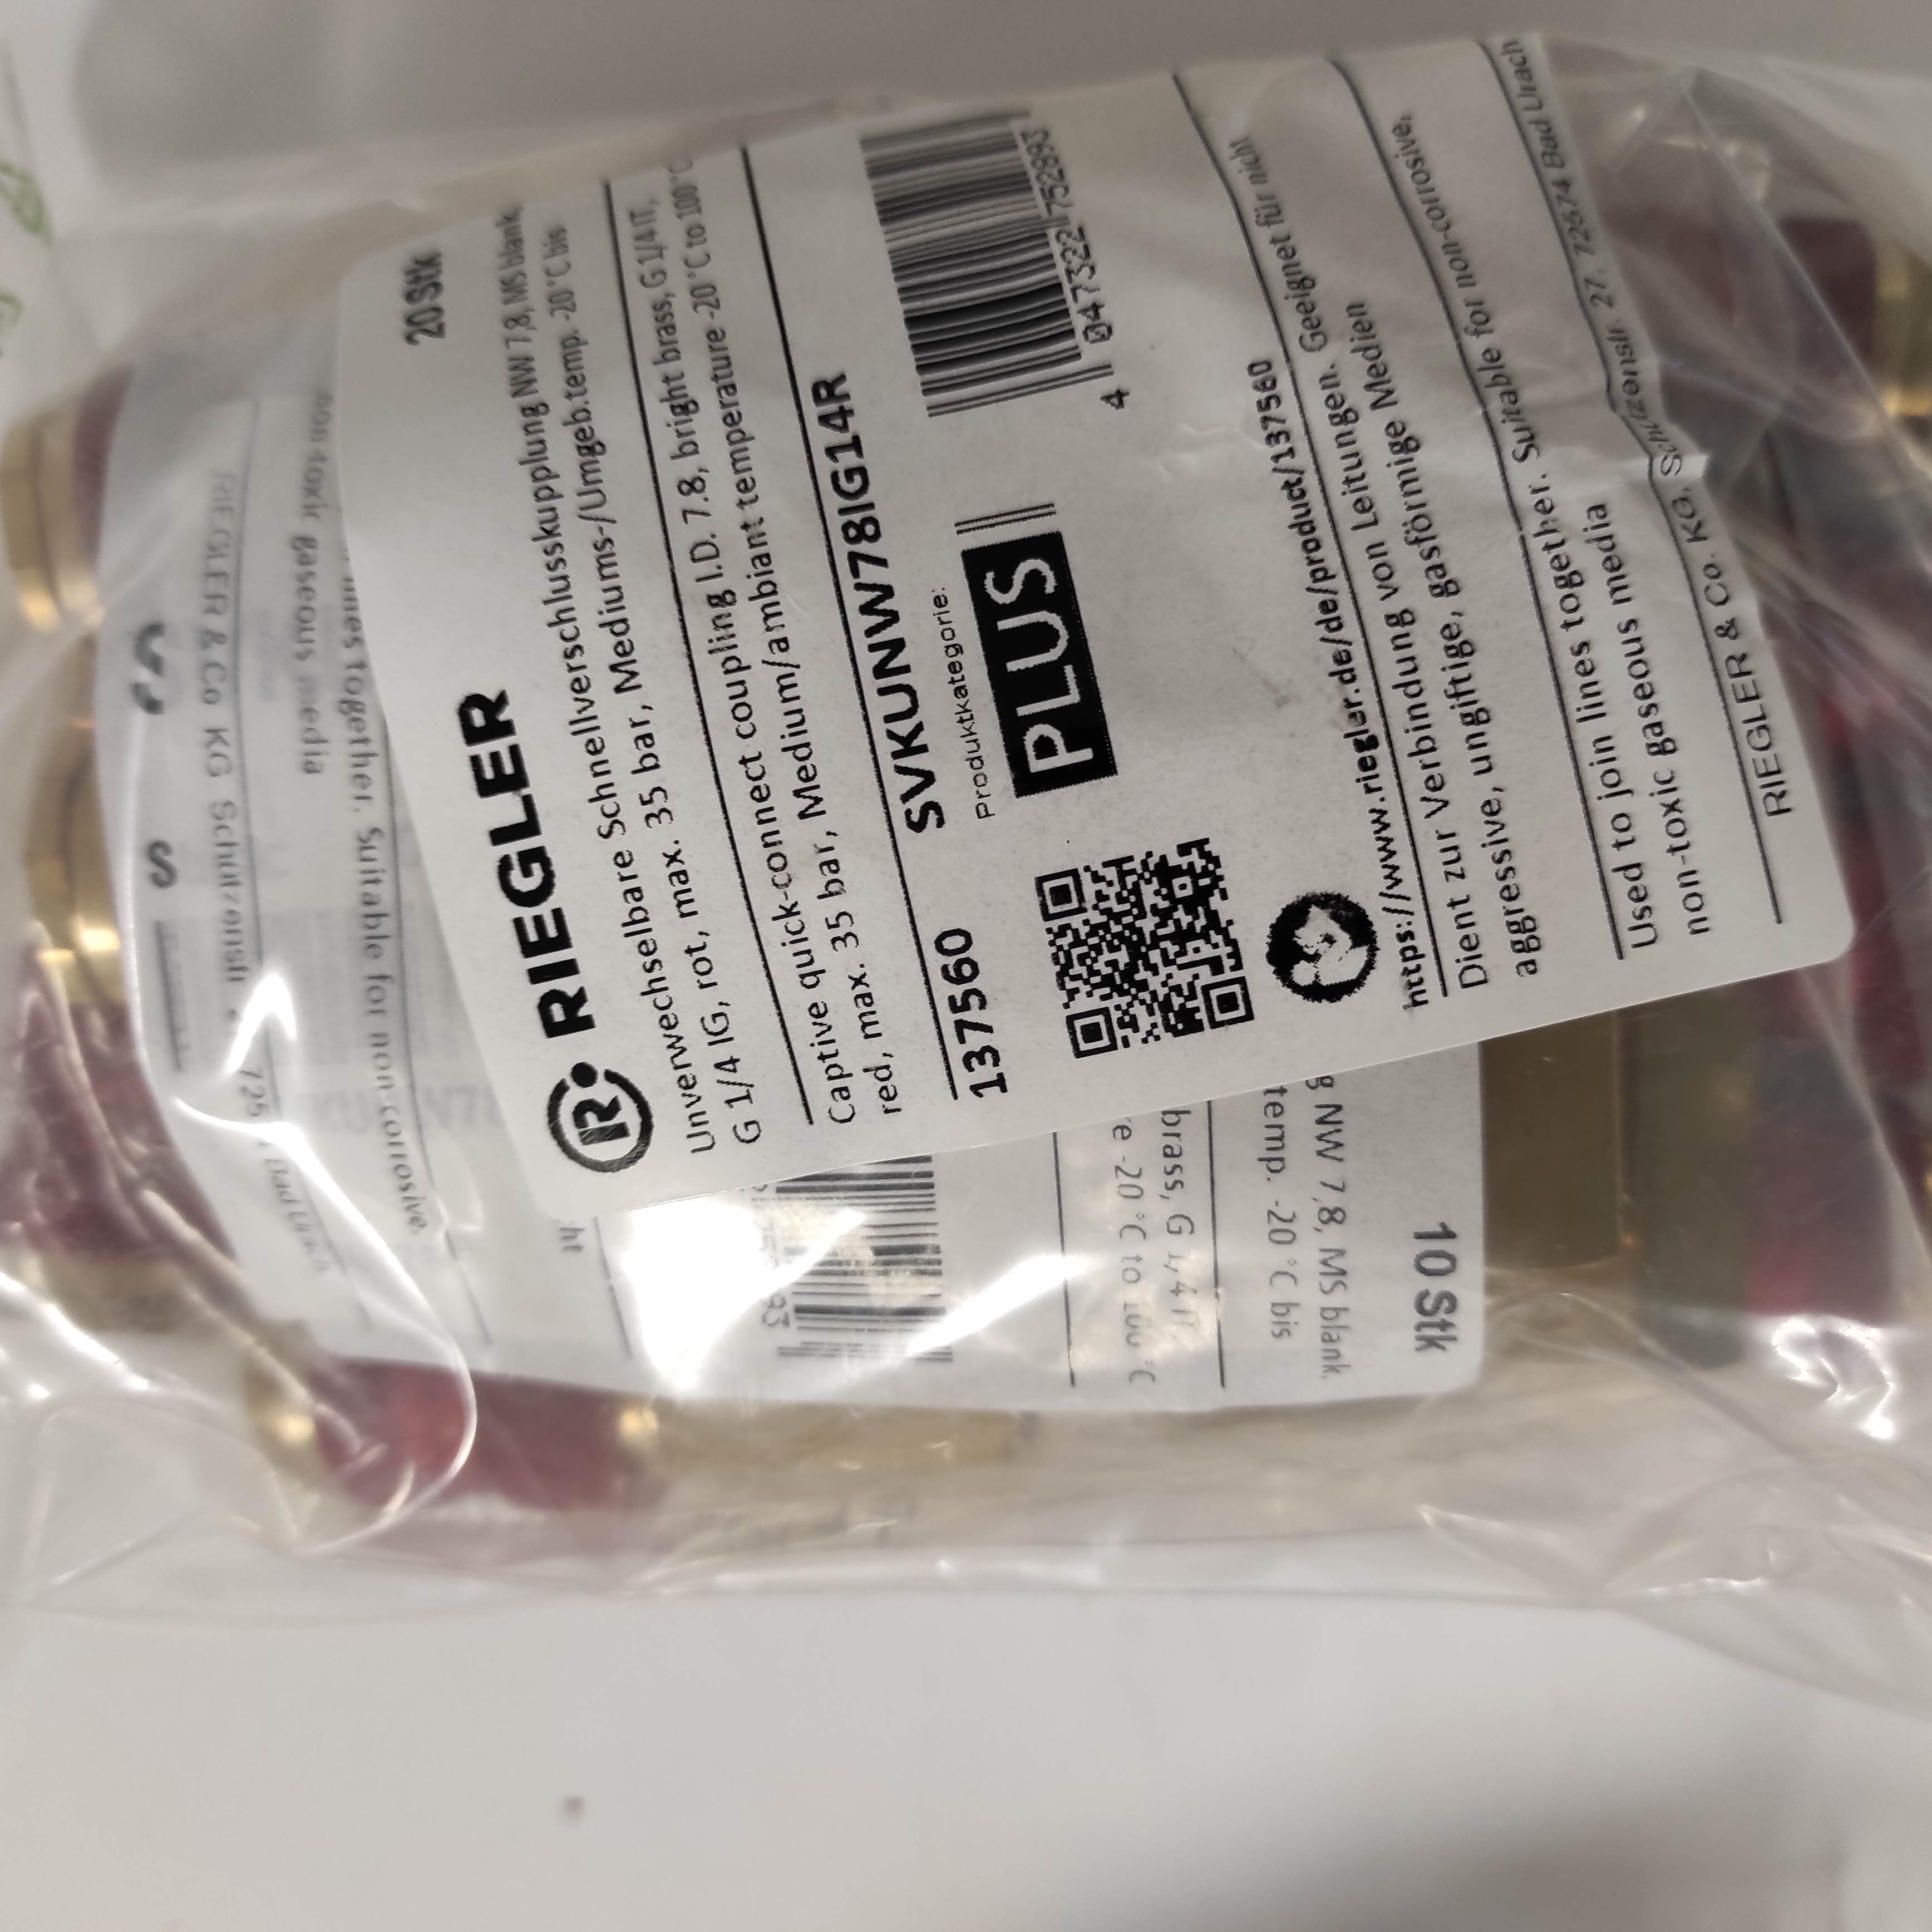 RIEGLER
20 Stk
Unverwechselbare Schnellverschlusskupplung NW 7,8, MS blank,
G 1/4 IG, rot, max. 35 bar, Mediums-/Umgeb.temp. -20°C bis
Captive quick-connect coupling I.D. 7.8, bright brass, G 1/4 IT,
red, max. 35 bar, Medium/ambiant temperature -20°C to 100°C
137560
SVKUNW78IG14R
Produktkategorie:
PLUS
4 047322 752893
https://www.riegler.de/de/product/137560
Dient zur Verbindung von Leitungen. Geeignet für nicht
aggressive, ungiftige, gasförmige Medien
Used to join lines together. Suitable for non-corrosive,
non-toxic gaseous media
RIEGLER & Co. KG, Schützenstr. 27, 72574 Bad Urach
10 Stk
g NW 7,8, MS blank,
temp. -20°C bis
brass, G
-20°C to
lines together. Suitable for non-corrosive,
non-toxic gaseous media
RIEGLER & Co KG Schützenstr. Bad Urach